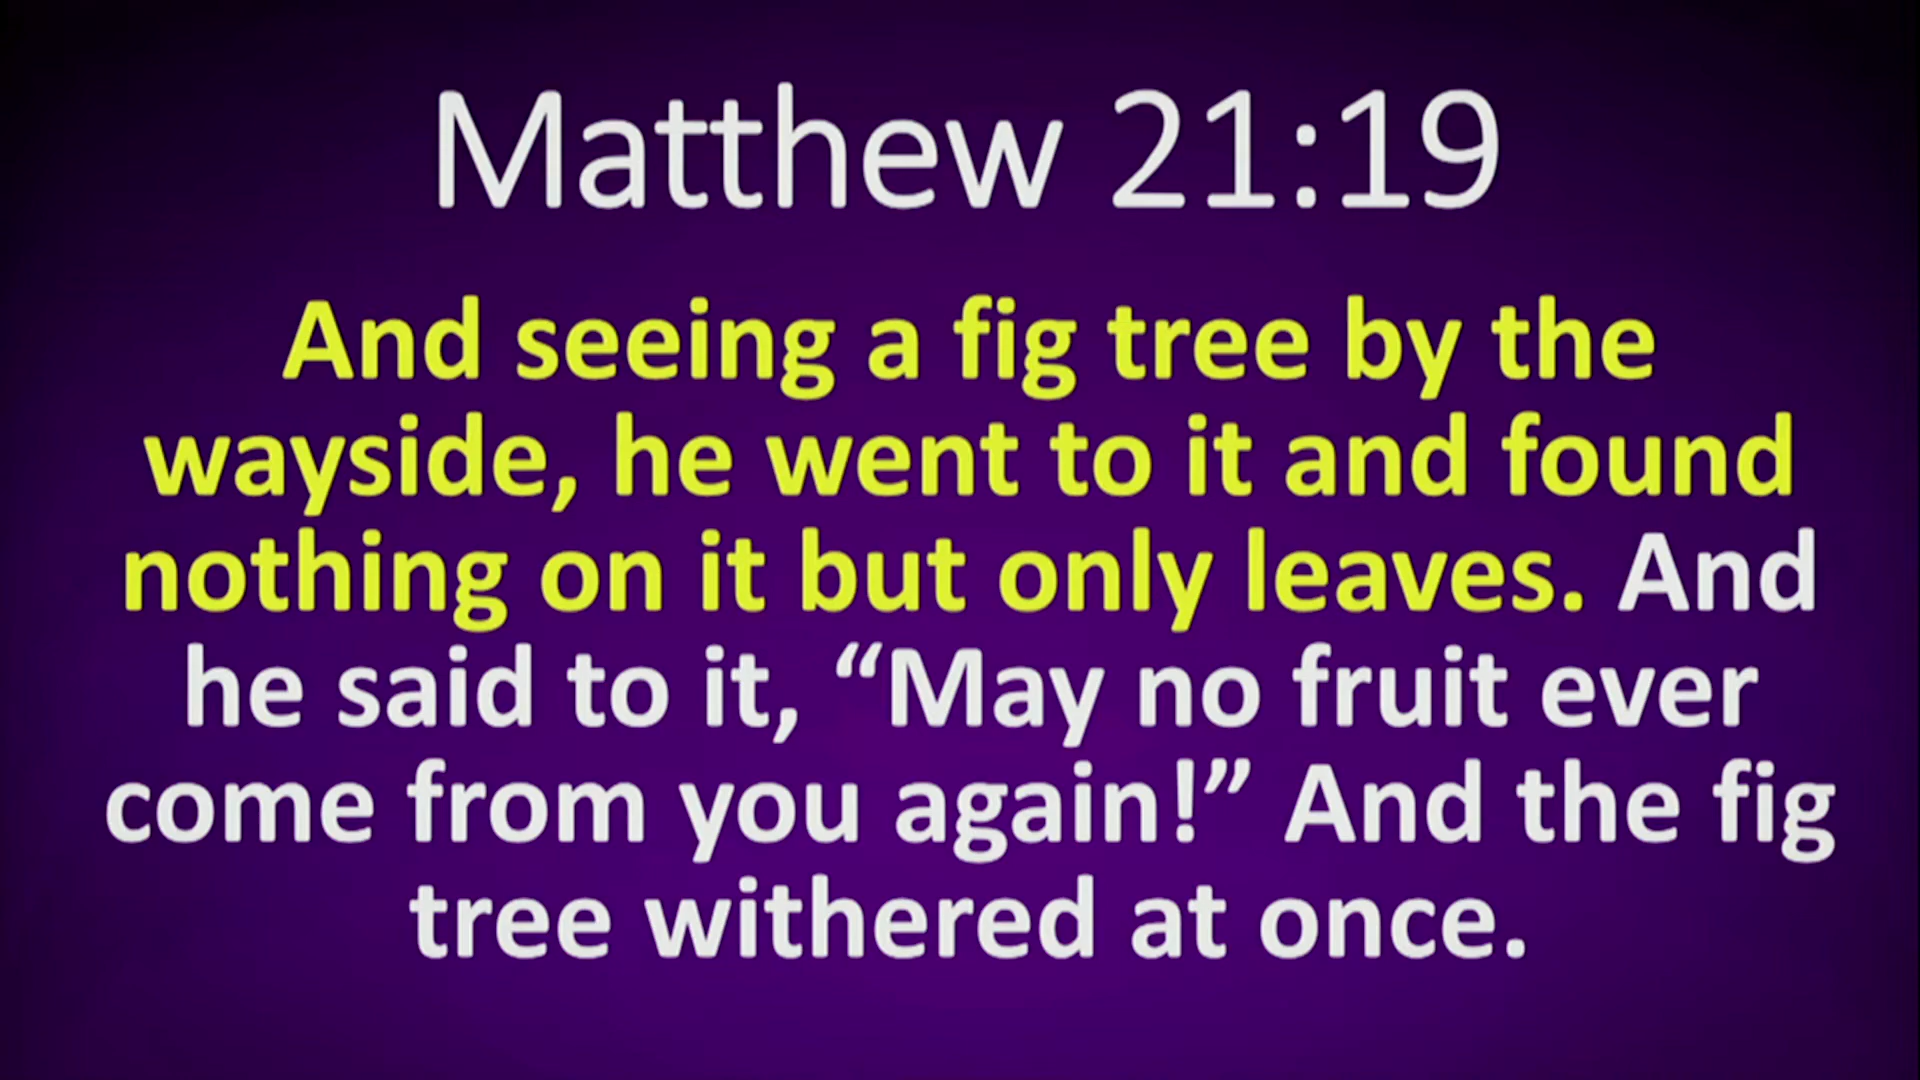 Matthew 21:19
And seeing a fig tree by the
wayside, he went to it and found
nothing on it but only leaves. And
he said to it, “May no fruit ever
come from you again!” And the fig
tree withered at once.